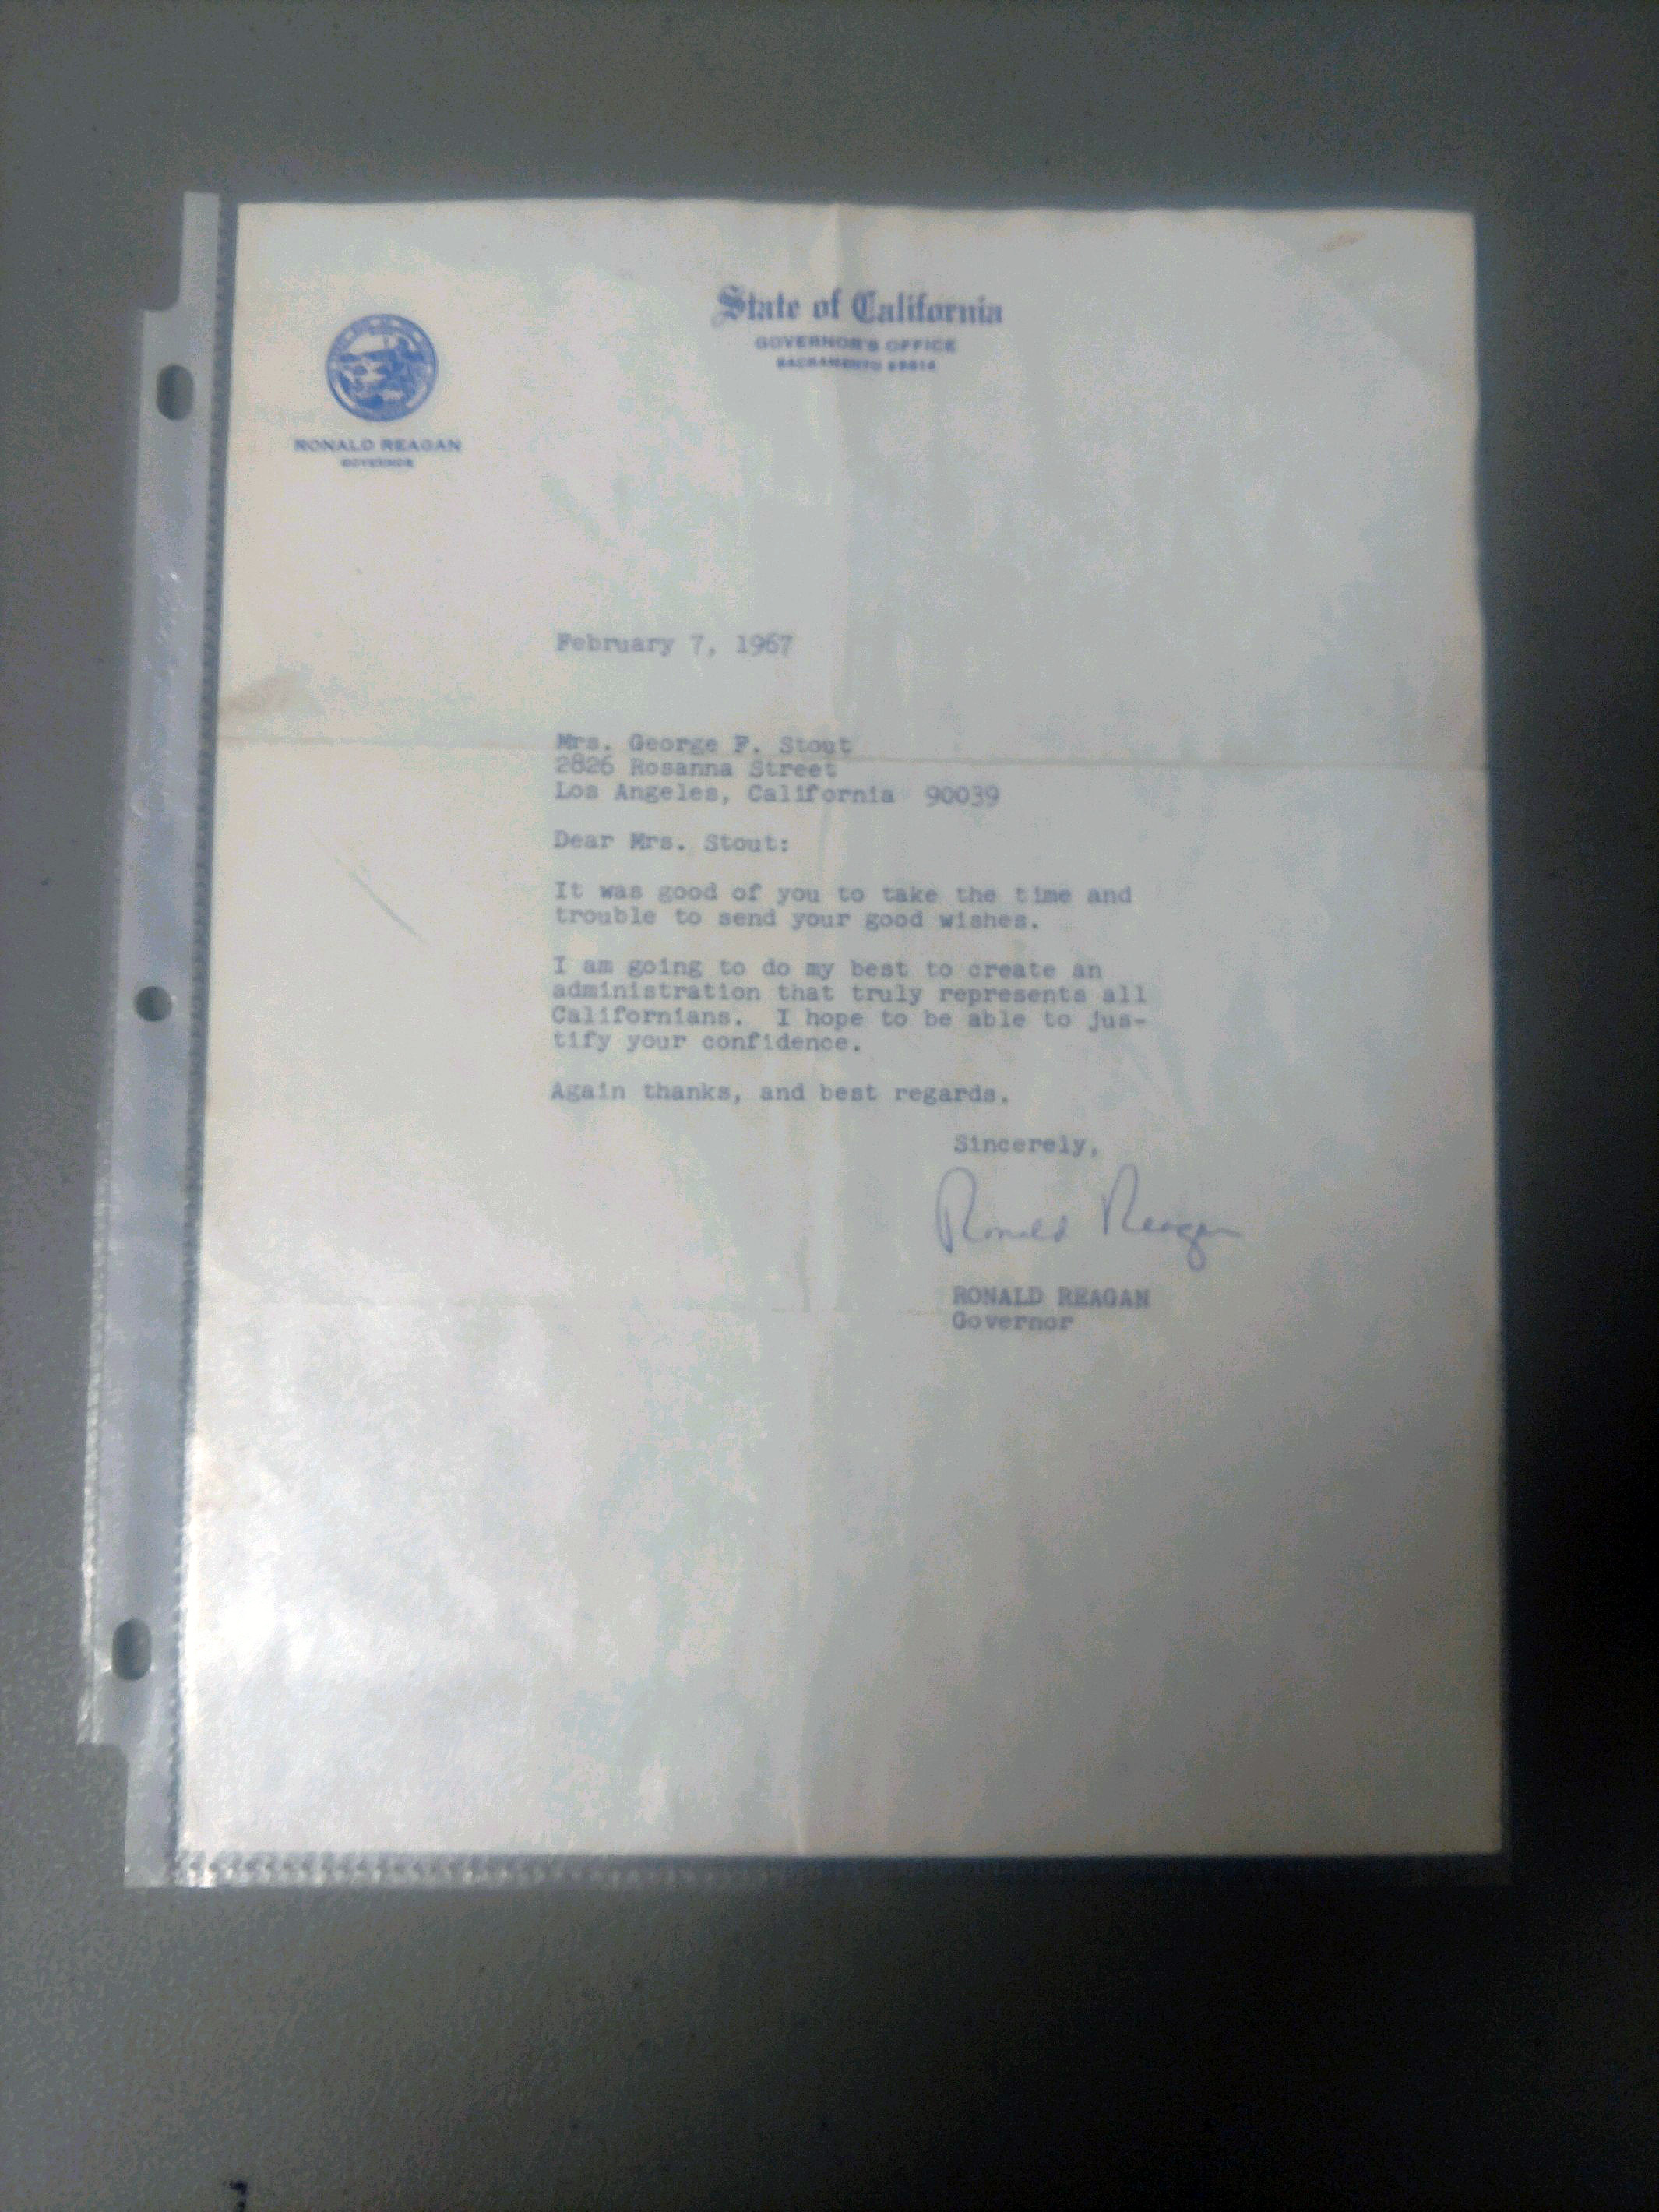 State of California
GOVERNOR'S OFFICE
SACRAMENTO 95814
RONALD REAGAN
GOVERNOR
February 7, 1967
Mrs. George F. Stout
2826 Rosanna Street
Los Angeles, California 90039
Dear Mrs. Stout:
It was good of you to take the time and
trouble to send your good wishes.
I am going to do my best to create an
administration that truly represents all
Californians. I hope to be able to jus-
tify your confidence.
Again thanks, and best regards.
Sincerely,
Ronald Reagan
RONALD REAGAN
Governor